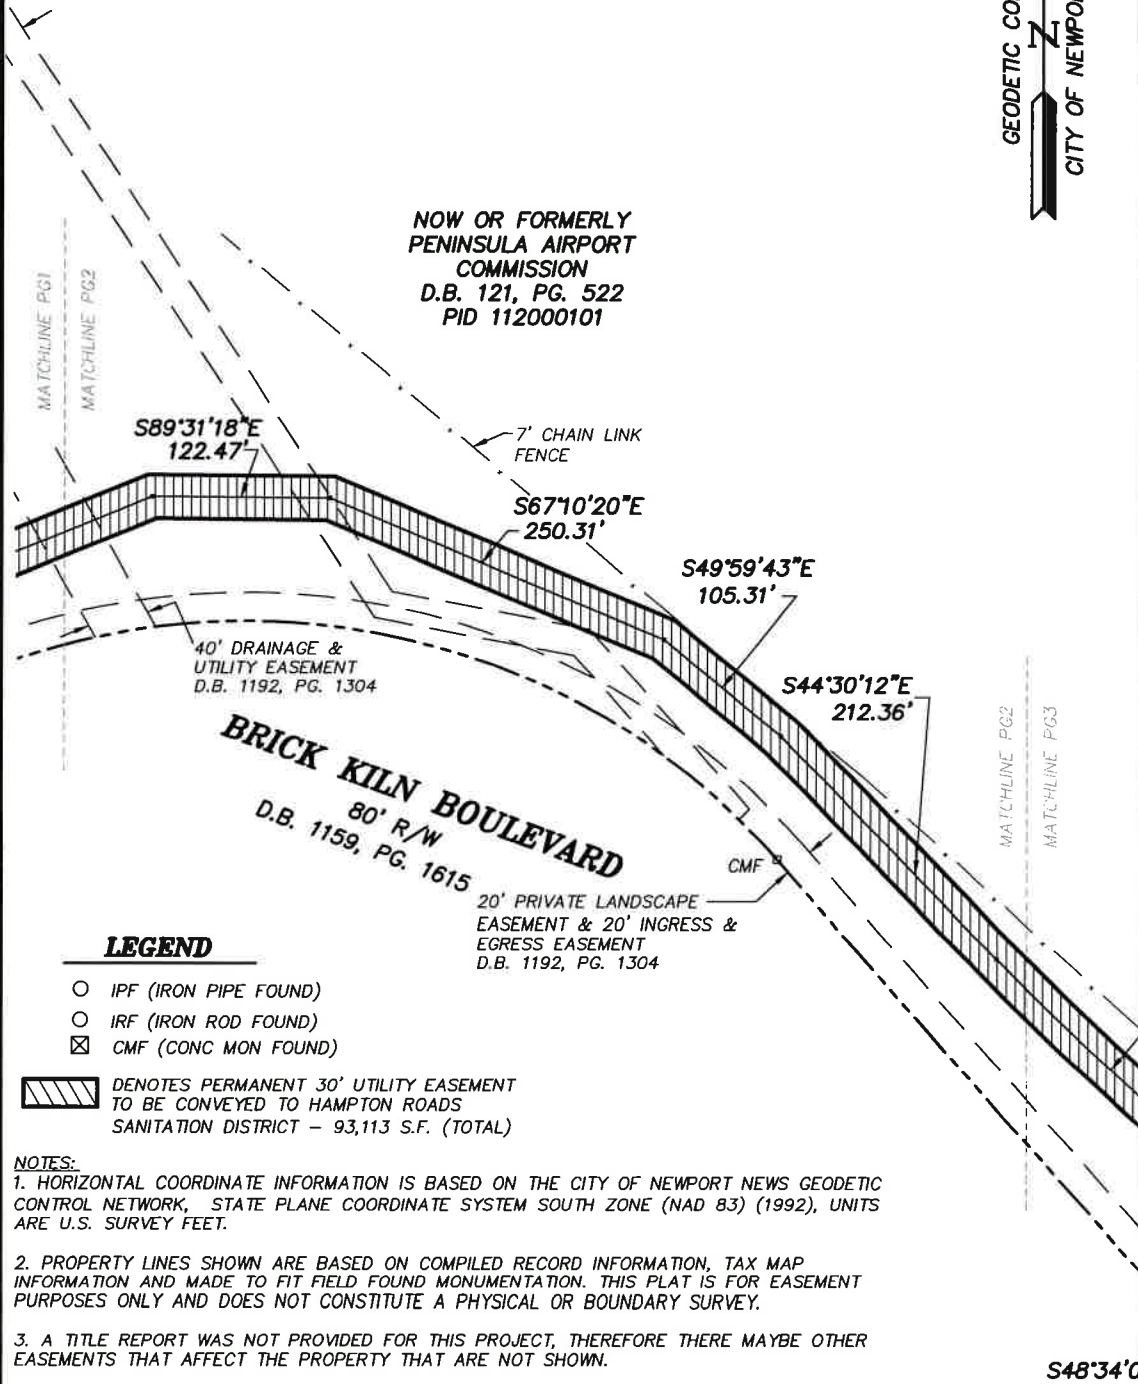 GEODETIC CO
N
CITY OF NEWPO
NOW OR FORMERLY
PENINSULA AIRPORT
COMMISSION
D.B. 121, PG. 522
PID 112000101
MATCHLINE PG1
MATCHLINE PG2
S89°31'18"E
122.47'
7' CHAIN LINK
FENCE
S67°10'20"E
250.31'
S49°59'43"E
105.31'
S44°30'12"E
212.36'
40' DRAINAGE &
UTILITY EASEMENT
D.B. 1192, PG. 1304
MATCHLINE PG2
MATCHLINE PG3
BRICK KILN BOULEVARD
80' R/W
D.B. 1159, PG. 1615
CMF
20' PRIVATE LANDSCAPE
EASEMENT & 20' INGRESS &
EGRESS EASEMENT
D.B. 1192, PG. 1304
LEGEND
IPF (IRON PIPE FOUND)
IRF (IRON ROD FOUND)
CMF (CONC MON FOUND)
DENOTES PERMANENT 30' UTILITY EASEMENT
TO BE CONVEYED TO HAMPTON ROADS
SANITATION DISTRICT – 93,113 S.F. (TOTAL)
NOTES:
1. HORIZONTAL COORDINATE INFORMATION IS BASED ON THE CITY OF NEWPORT NEWS GEODETIC
CONTROL NETWORK, STATE PLANE COORDINATE SYSTEM SOUTH ZONE (NAD 83) (1992), UNITS
ARE U.S. SURVEY FEET.
2. PROPERTY LINES SHOWN ARE BASED ON COMPILED RECORD INFORMATION, TAX MAP
INFORMATION AND MADE TO FIT FIELD FOUND MONUMENTATION. THIS PLAT IS FOR EASEMENT
PURPOSES ONLY AND DOES NOT CONSTITUTE A PHYSICAL OR BOUNDARY SURVEY.
3. A TITLE REPORT WAS NOT PROVIDED FOR THIS PROJECT, THEREFORE THERE MAYBE OTHER
EASEMENTS THAT AFFECT THE PROPERTY THAT ARE NOT SHOWN.
S48°34'0